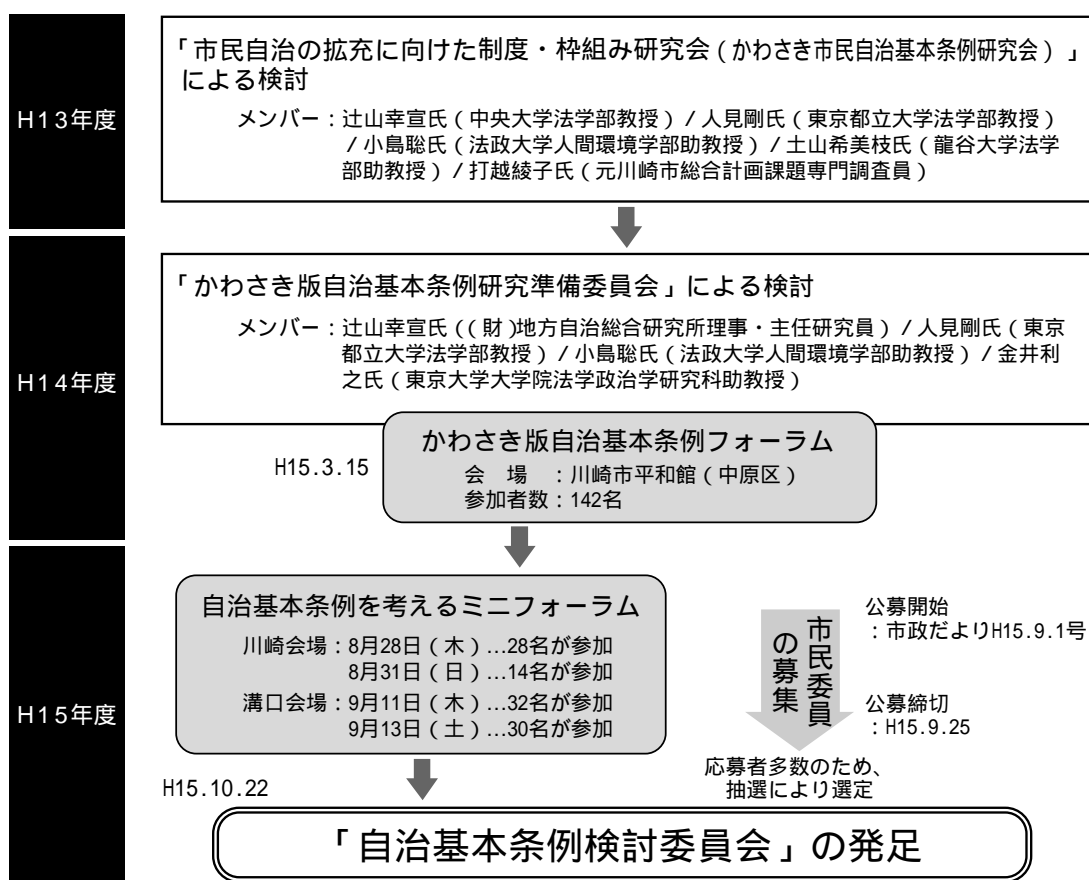 H13年度
「市民自治の拡充に向けた制度・枠組み研究会(かわさき市民自治基本条例研究会)」
による検討
メンバー：辻山幸宣氏(中央大学法学部教授)/人見剛氏(東京都立大学法学部教授)
/小島聡氏(法政大学人間環境学部助教授)/土山希美枝氏(龍谷大学法学
部助教授)/打越綾子氏(元川崎市総合計画課題専門調査員)
H14年度
「かわさき版自治基本条例研究準備委員会」による検討
メンバー：辻山幸宣氏((財)地方自治総合研究所理事・主任研究員)/人見剛氏(東京
都立大学法学部教授)/小島聡氏(法政大学人間環境学部助教授)/金井利
之氏(東京大学大学院法学政治学研究科助教授)
H15.3.15
かわさき版自治基本条例フォーラム
会　場　：川崎市平和館(中原区)
参加者数：142名
H15年度
自治基本条例を考えるミニフォーラム
川崎会場：8月28日(木)…28名が参加
8月31日(日)…14名が参加
溝口会場：9月11日(木)…32名が参加
9月13日(土)…30名が参加
市民委員
の募集
公募開始
：市政だよりH15.9.1号
公募締切
：H15.9.25
応募者多数のため、
抽選により選定
H15.10.22
「自治基本条例検討委員会」の発足